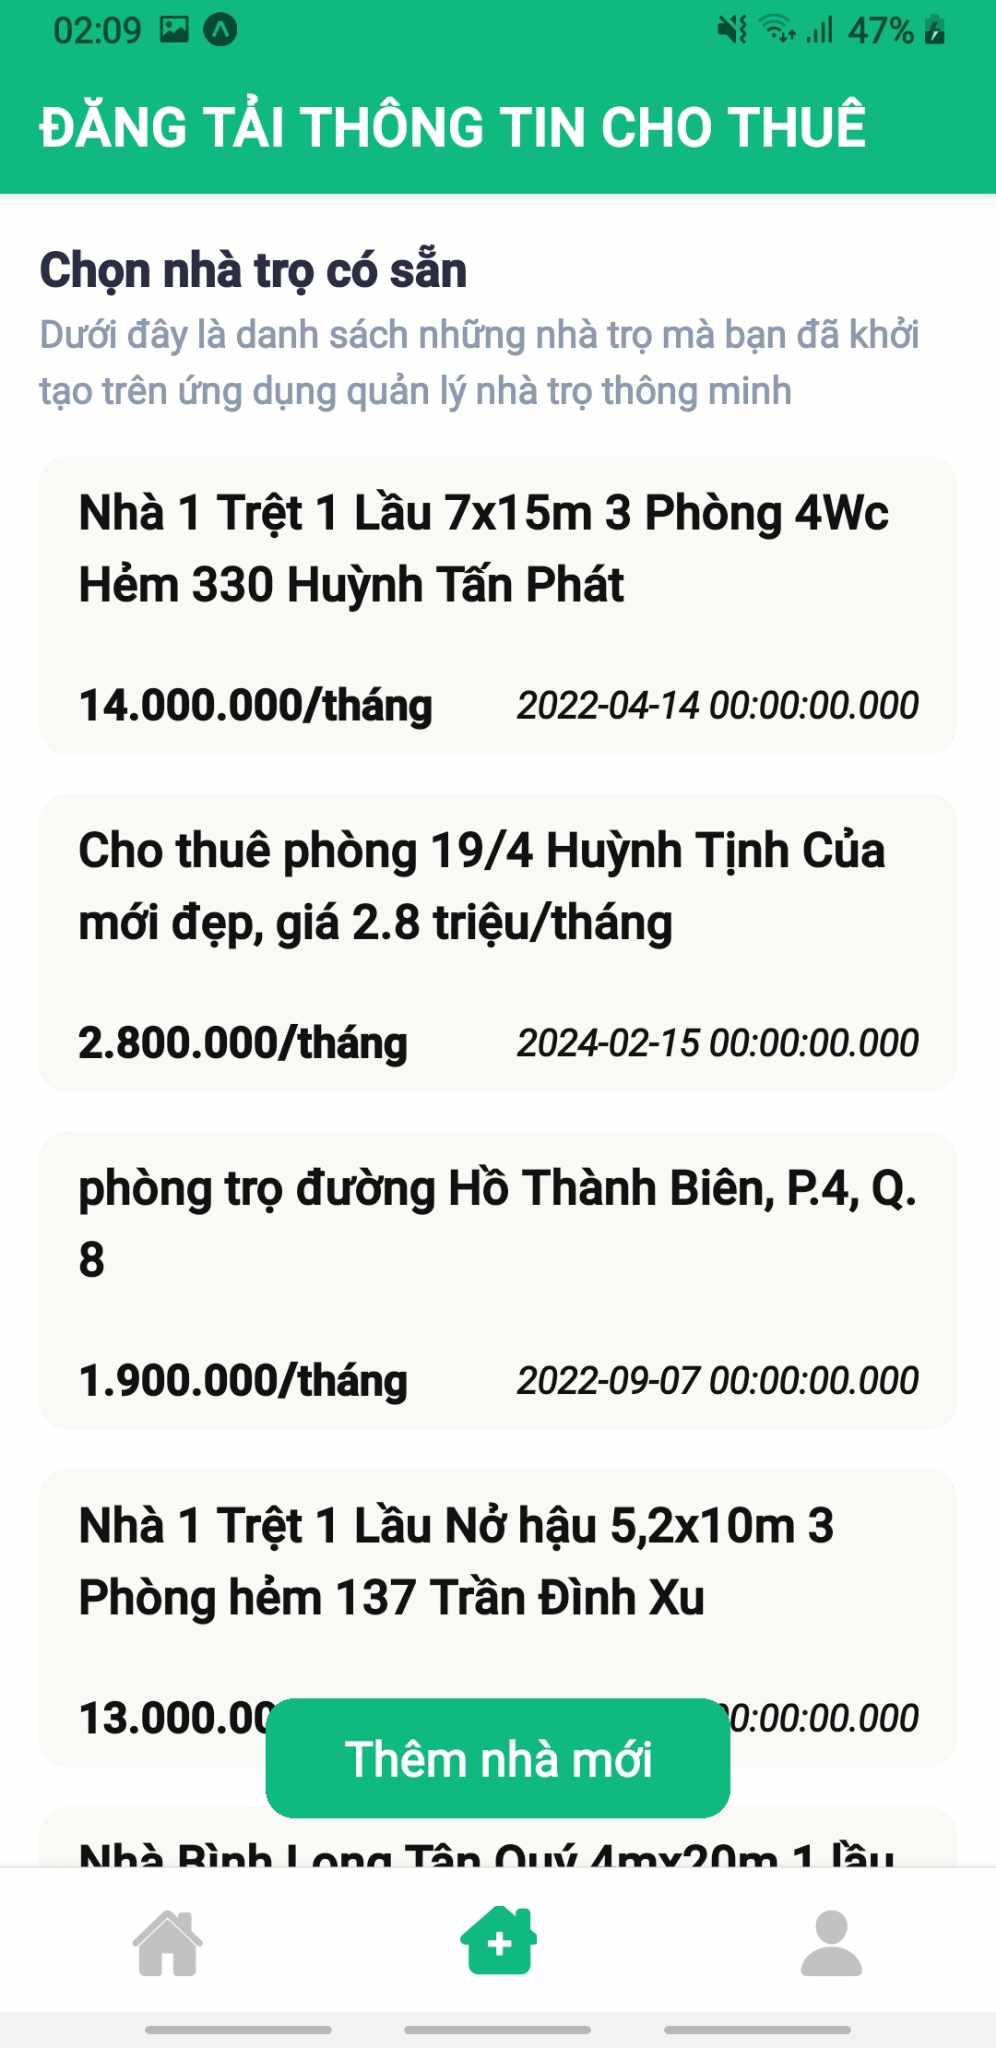 02:09
47%
ĐĂNG TẢI THÔNG TIN CHO THUÊ
Chọn nhà trọ có sẵn
Dưới đây là danh sách những nhà trọ mà bạn đã khởi
tạo trên ứng dụng quản lý nhà trọ thông minh
Nhà 1 Trệt 1 Lầu 7x15m 3 Phòng 4Wc
Hẻm 330 Huỳnh Tấn Phát
14.000.000/tháng 2022-04-14 00:00:00.000
Cho thuê phòng 19/4 Huỳnh Tịnh Của
mới đẹp, giá 2.8 triệu/tháng
2.800.000/tháng 2024-02-15 00:00:00.000
phòng trọ đường Hồ Thành Biên, P.4, Q.
8
1.900.000/tháng 2022-09-07 00:00:00.000
Nhà 1 Trệt 1 Lầu Nở hậu 5,2x10m 3
Phòng hẻm 137 Trần Đình Xu
13.000.00 0:00:00.000
Thêm nhà mới
Nhà Bình Long Tân Quý 4mx20m 1 lầu